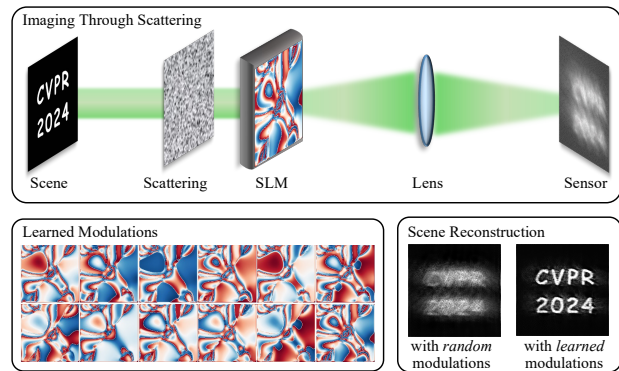 Imaging Through Scattering
CVPR
2024
Scene
Scattering
SLM
Lens
Sensor
Learned Modulations
Scene Reconstruction
CVPR
2024
with random
modulations
with learned
modulations